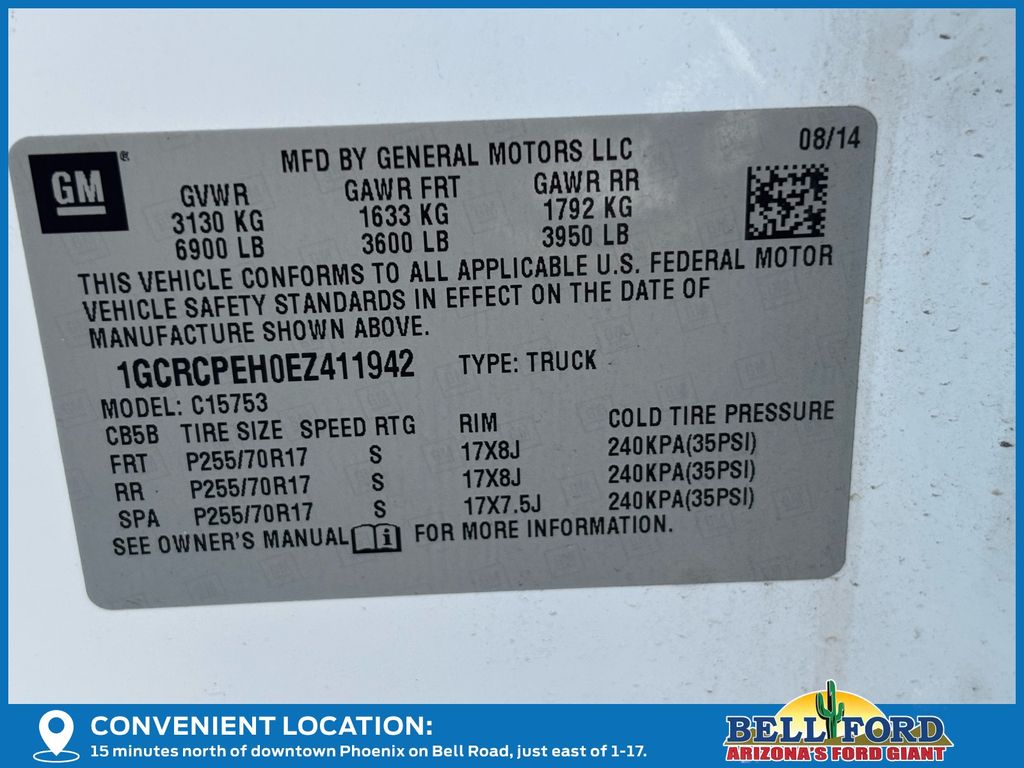 GM®
MFD BY GENERAL MOTORS LLC
08/14
GVWR GAWR FRT GAWR RR
3130 KG 1633 KG 1792 KG
6900 LB 3600 LB 3950 LB
THIS VEHICLE CONFORMS TO ALL APPLICABLE U.S. FEDERAL MOTOR
VEHICLE SAFETY STANDARDS IN EFFECT ON THE DATE OF
MANUFACTURE SHOWN ABOVE.
1GCRCPEH0EZ411942 TYPE: TRUCK
MODEL: C15753
CB5B TIRE SIZE SPEED RTG RIM COLD TIRE PRESSURE
FRT P255/70R17 S 17X8J 240KPA(35PSI)
RR P255/70R17 S 17X8J 240KPA(35PSI)
SPA P255/70R17 S 17X7.5J 240KPA(35PSI)
SEE OWNER'S MANUAL i FOR MORE INFORMATION.
CONVENIENT LOCATION:
15 minutes north of downtown Phoenix on Bell Road, just east of 1-17.
BELL FORD
ARIZONA'S FORD GIANT